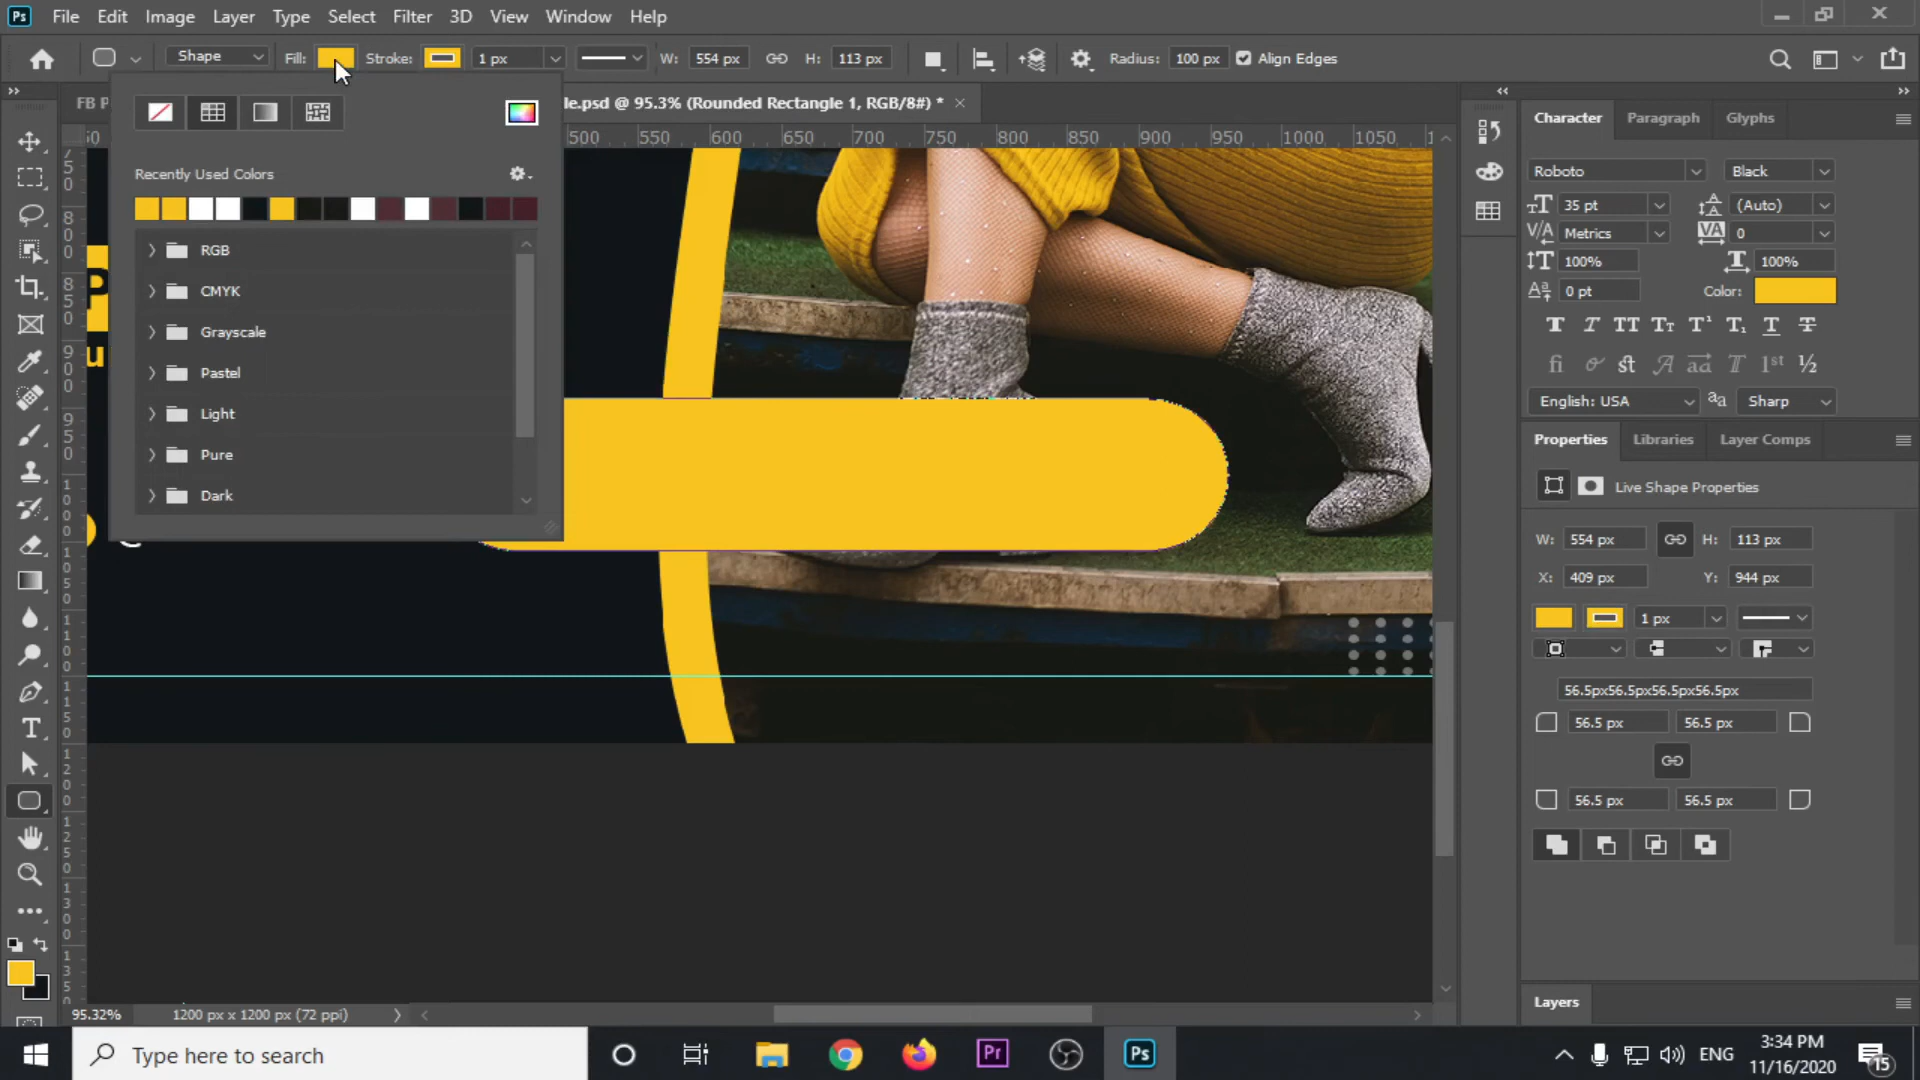 Ps File Edit Image Layer Type Select Filter 3D View Window Help
Shape Fill: Stroke: 1 px W: 554 px H: 113 px Radius: 100 px Align Edges
FB P
le.psd @ 95.3% (Rounded Rectangle 1, RGB/8#) * ×
500 550 600 650 700 750 800 850 900 950 1000 1050
Recently Used Colors
RGB
CMYK
Grayscale
Pastel
Light
Pure
Dark
P
u
Character Paragraph Glyphs
Roboto Black
35 pt (Auto)
Metrics 0
100% 100%
0 pt Color:
English: USA Sharp
Properties Libraries Layer Comps
Live Shape Properties
W: 554 px H: 113 px
X: 409 px Y: 944 px
1 px
56.5px56.5px56.5px56.5px
56.5 px 56.5 px
56.5 px 56.5 px
Layers
95.32% 1200 px x 1200 px (72 ppi)
Type here to search
Pr
Ps
ENG
3:34 PM
11/16/2020
15